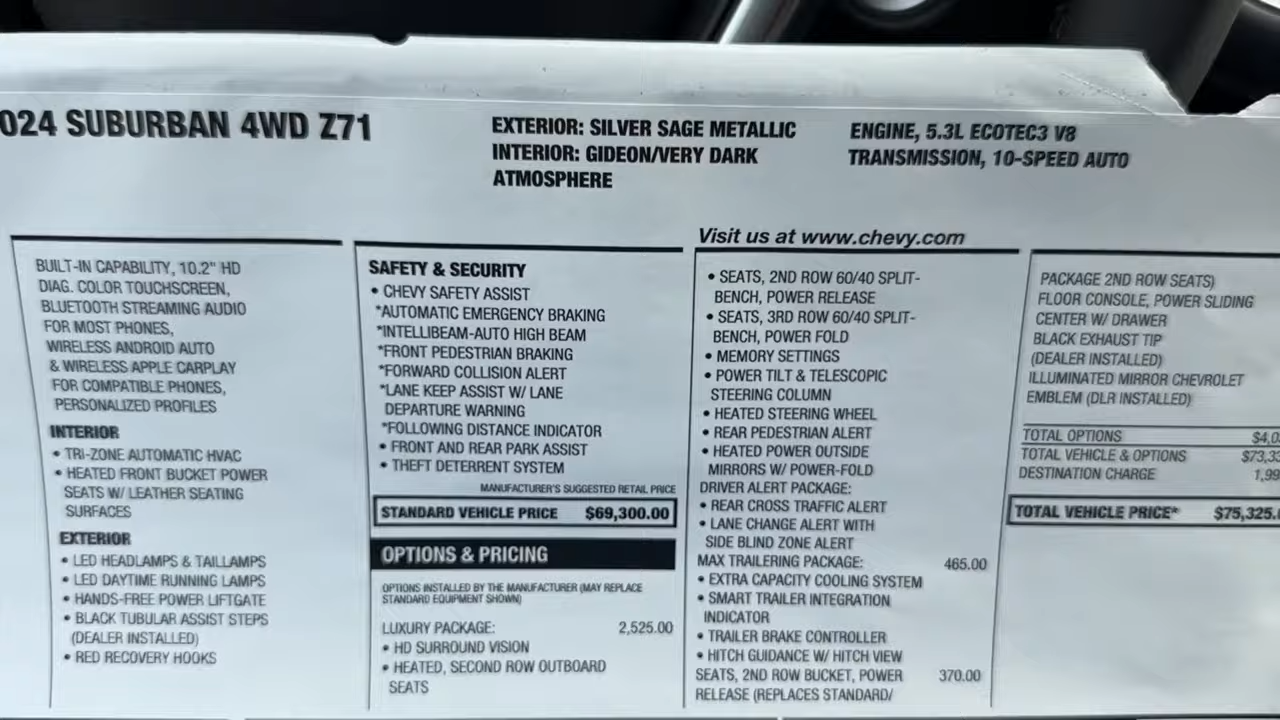 024 SUBURBAN 4WD Z71
EXTERIOR: SILVER SAGE METALLIC
INTERIOR: GIDEON/VERY DARK
ATMOSPHERE
ENGINE, 5.3L ECOTEC3 V8
TRANSMISSION, 10-SPEED AUTO
Visit us at www.chevy.com
BUILT-IN CAPABILITY, 10.2" HD
DIAG. COLOR TOUCHSCREEN,
BLUETOOTH STREAMING AUDIO
FOR MOST PHONES,
WIRELESS ANDROID AUTO
& WIRELESS APPLE CARPLAY
FOR COMPATIBLE PHONES,
PERSONALIZED PROFILES
INTERIOR
• TRI-ZONE AUTOMATIC HVAC
• HEATED FRONT BUCKET POWER
SEATS W/ LEATHER SEATING
SURFACES
EXTERIOR
• LED HEADLAMPS & TAILLAMPS
• LED DAYTIME RUNNING LAMPS
• HANDS-FREE POWER LIFTGATE
• BLACK TUBULAR ASSIST STEPS
(DEALER INSTALLED)
• RED RECOVERY HOOKS
SAFETY & SECURITY
• CHEVY SAFETY ASSIST
*AUTOMATIC EMERGENCY BRAKING
*INTELLIBEAM-AUTO HIGH BEAM
*FRONT PEDESTRIAN BRAKING
*FORWARD COLLISION ALERT
*LANE KEEP ASSIST W/ LANE
DEPARTURE WARNING
*FOLLOWING DISTANCE INDICATOR
• FRONT AND REAR PARK ASSIST
• THEFT DETERRENT SYSTEM
MANUFACTURER'S SUGGESTED RETAIL PRICE
STANDARD VEHICLE PRICE $69,300.00
OPTIONS & PRICING
OPTIONS INSTALLED BY THE MANUFACTURER (MAY REPLACE
STANDARD EQUIPMENT SHOWN)
LUXURY PACKAGE: 2,525.00
• HD SURROUND VISION
• HEATED, SECOND ROW OUTBOARD
SEATS
• SEATS, 2ND ROW 60/40 SPLIT-
BENCH, POWER RELEASE
• SEATS, 3RD ROW 60/40 SPLIT-
BENCH, POWER FOLD
• MEMORY SETTINGS
• POWER TILT & TELESCOPIC
STEERING COLUMN
• HEATED STEERING WHEEL
• REAR PEDESTRIAN ALERT
• HEATED POWER OUTSIDE
MIRRORS W/ POWER-FOLD
DRIVER ALERT PACKAGE:
• REAR CROSS TRAFFIC ALERT
• LANE CHANGE ALERT WITH
SIDE BLIND ZONE ALERT
MAX TRAILERING PACKAGE: 465.00
• EXTRA CAPACITY COOLING SYSTEM
• SMART TRAILER INTEGRATION
INDICATOR
• TRAILER BRAKE CONTROLLER
• HITCH GUIDANCE W/ HITCH VIEW
SEATS, 2ND ROW BUCKET, POWER 370.00
RELEASE (REPLACES STANDARD/
PACKAGE 2ND ROW SEATS)
FLOOR CONSOLE, POWER SLIDING
CENTER W/ DRAWER
BLACK EXHAUST TIP
(DEALER INSTALLED)
ILLUMINATED MIRROR CHEVROLET
EMBLEM (DLR INSTALLED)
TOTAL OPTIONS $4,03
TOTAL VEHICLE & OPTIONS $73,33
DESTINATION CHARGE 1,99
TOTAL VEHICLE PRICE* $75,325.0